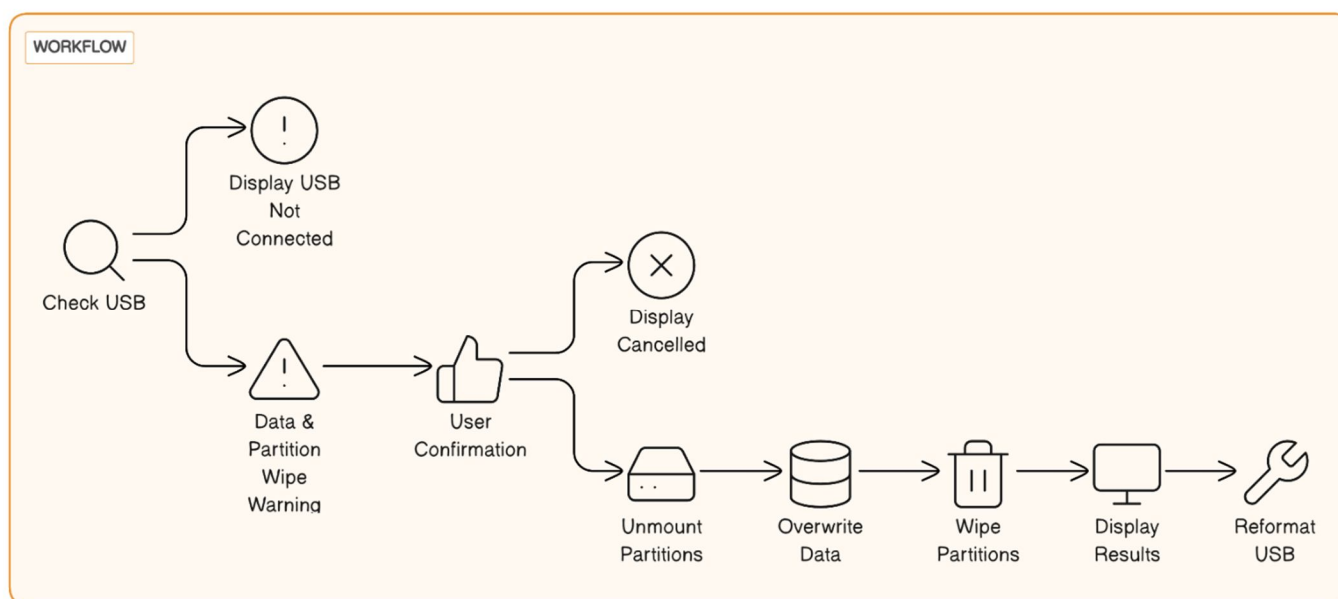 WORKFLOW
Display USB
Not
Connected
Check USB
Display
Cancelled
Data &
Partition
Wipe
Warning
User
Confirmation
Unmount
Partitions
Overwrite
Data
Wipe
Partitions
Display
Results
Reformat
USB